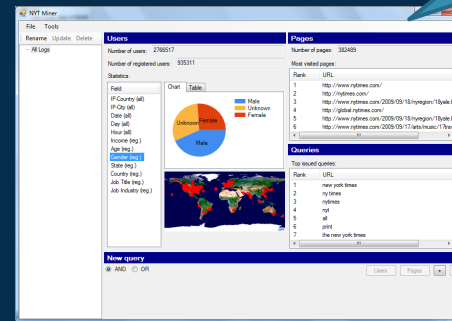 NYT Miner
File Tools
Rename Update Delete
All Logs
Users
Number of users: 2766517
Number of registered users: 935311
Statistics:
Field
IP-Country (all)
IP-City (all)
Date (all)
Day (all)
Hour (all)
Income (reg.)
Age (reg.)
Gender (reg.)
State (reg.)
Country (reg.)
Job Title (reg.)
Job Industry (reg.)
Chart Table
Unknown
Female
Male
Male
Unknown
Female
Pages
Number of pages: 382489
Most visited pages:
Rank URL
1 http://www.nytimes.com/
2 http://nytimes.com/
3 http://www.nytimes.com/2009/09/18/nyregion/18yale.
4 http://global.nytimes.com/
5 http://www.nytimes.com/2009/09/18/nyregion/18yale.
6 http://www.nytimes.com/2009/09/17/arts/music/17trav
Queries
Top issued queries:
Rank URL
1 new york times
2 ny times
3 nytimes
4 nyt
5 all
6 print
7 the new york times
New query
AND OR
Users Pages +